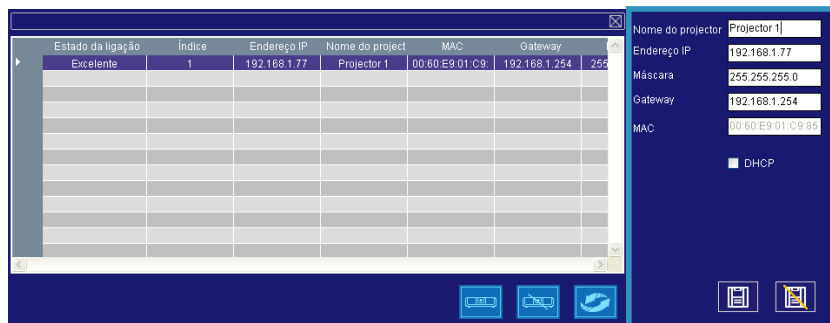 Estado da ligação Índice Endereço IP Nome do project MAC Gateway
Excelente 1 192.168.1.77 Projector 1 00:60:E9:01:C9: 192.168.1.254 255
Nome do projector Projector 1
Endereço IP 192.168.1.77
Máscara 255.255.255.0
Gateway 192.168.1.254
MAC 00:60:E9:01:C9:85
DHCP